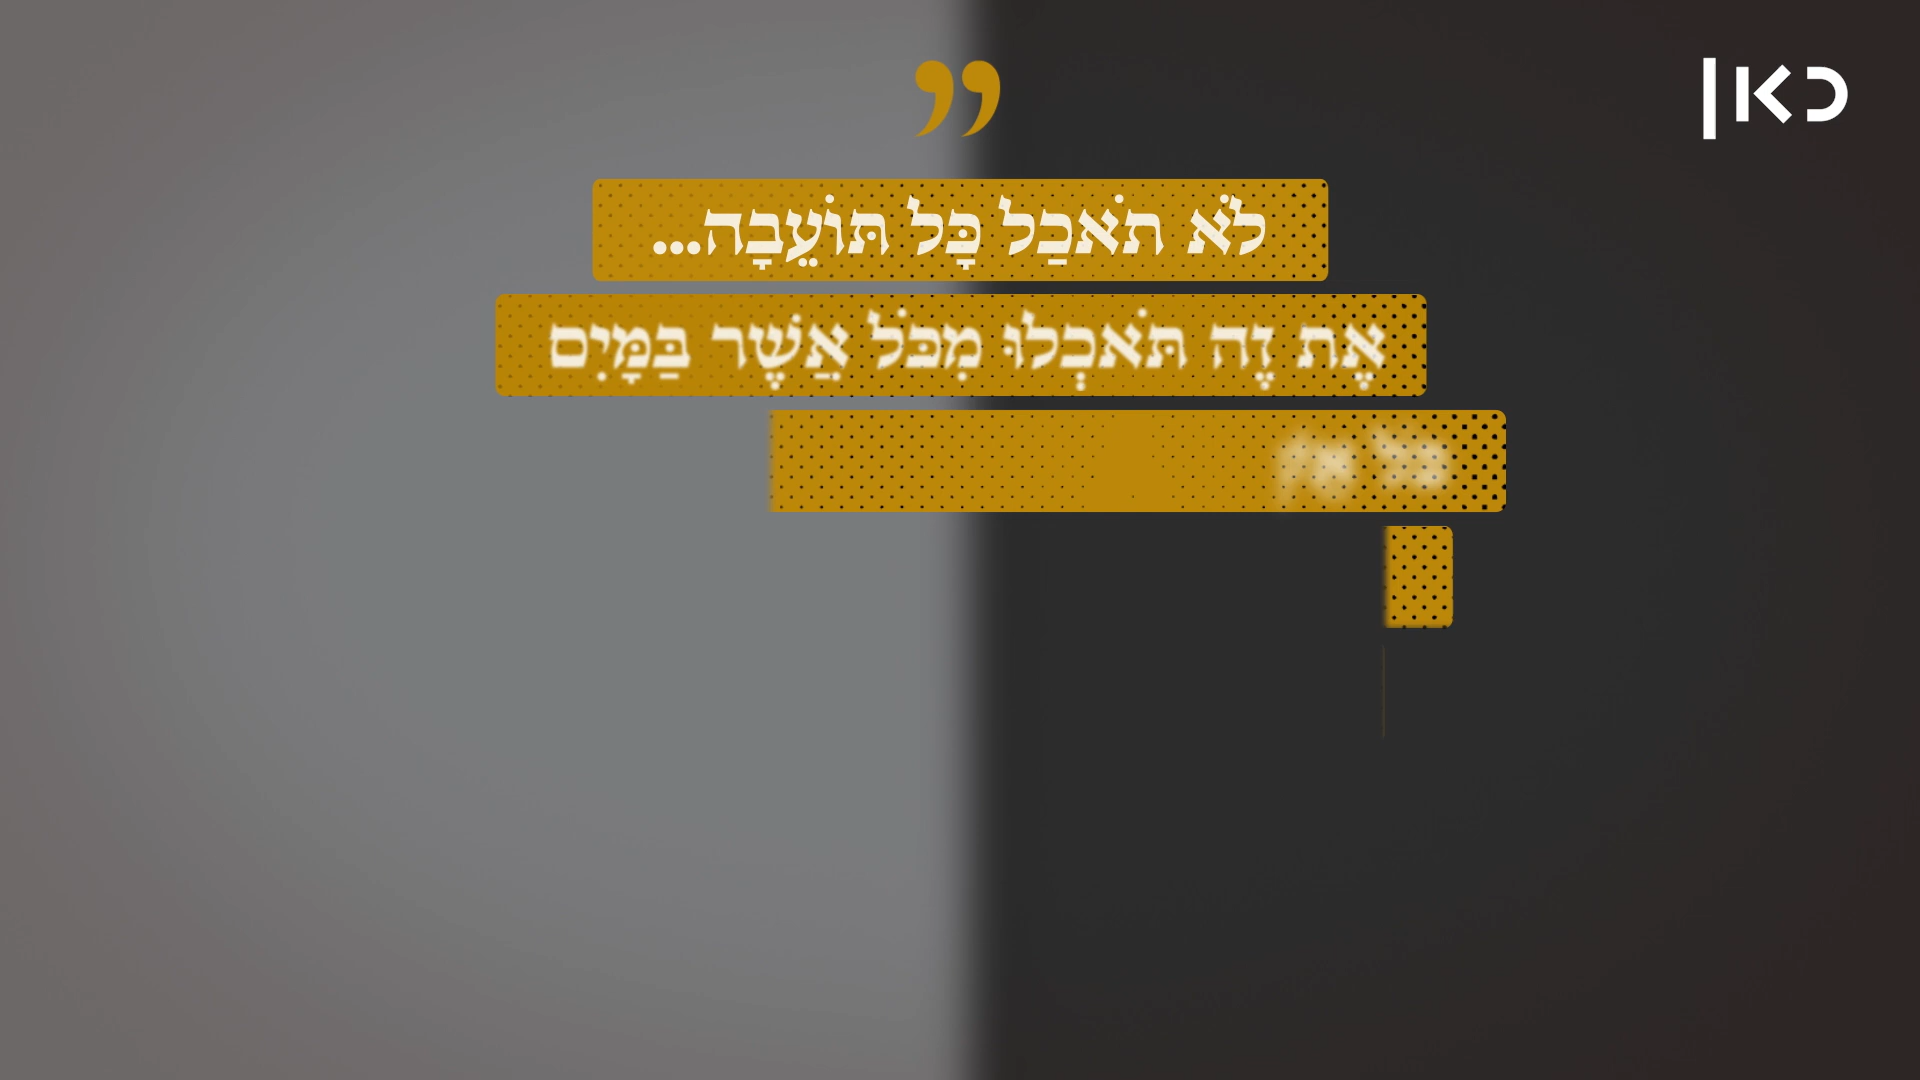 כאן
”
לֹא תֹאכַל כָּל תּוֹעֵבָה...
אֶת זֶה תֹּאכְלוּ מִכֹּל אֲשֶׁר בַּמָּיִם